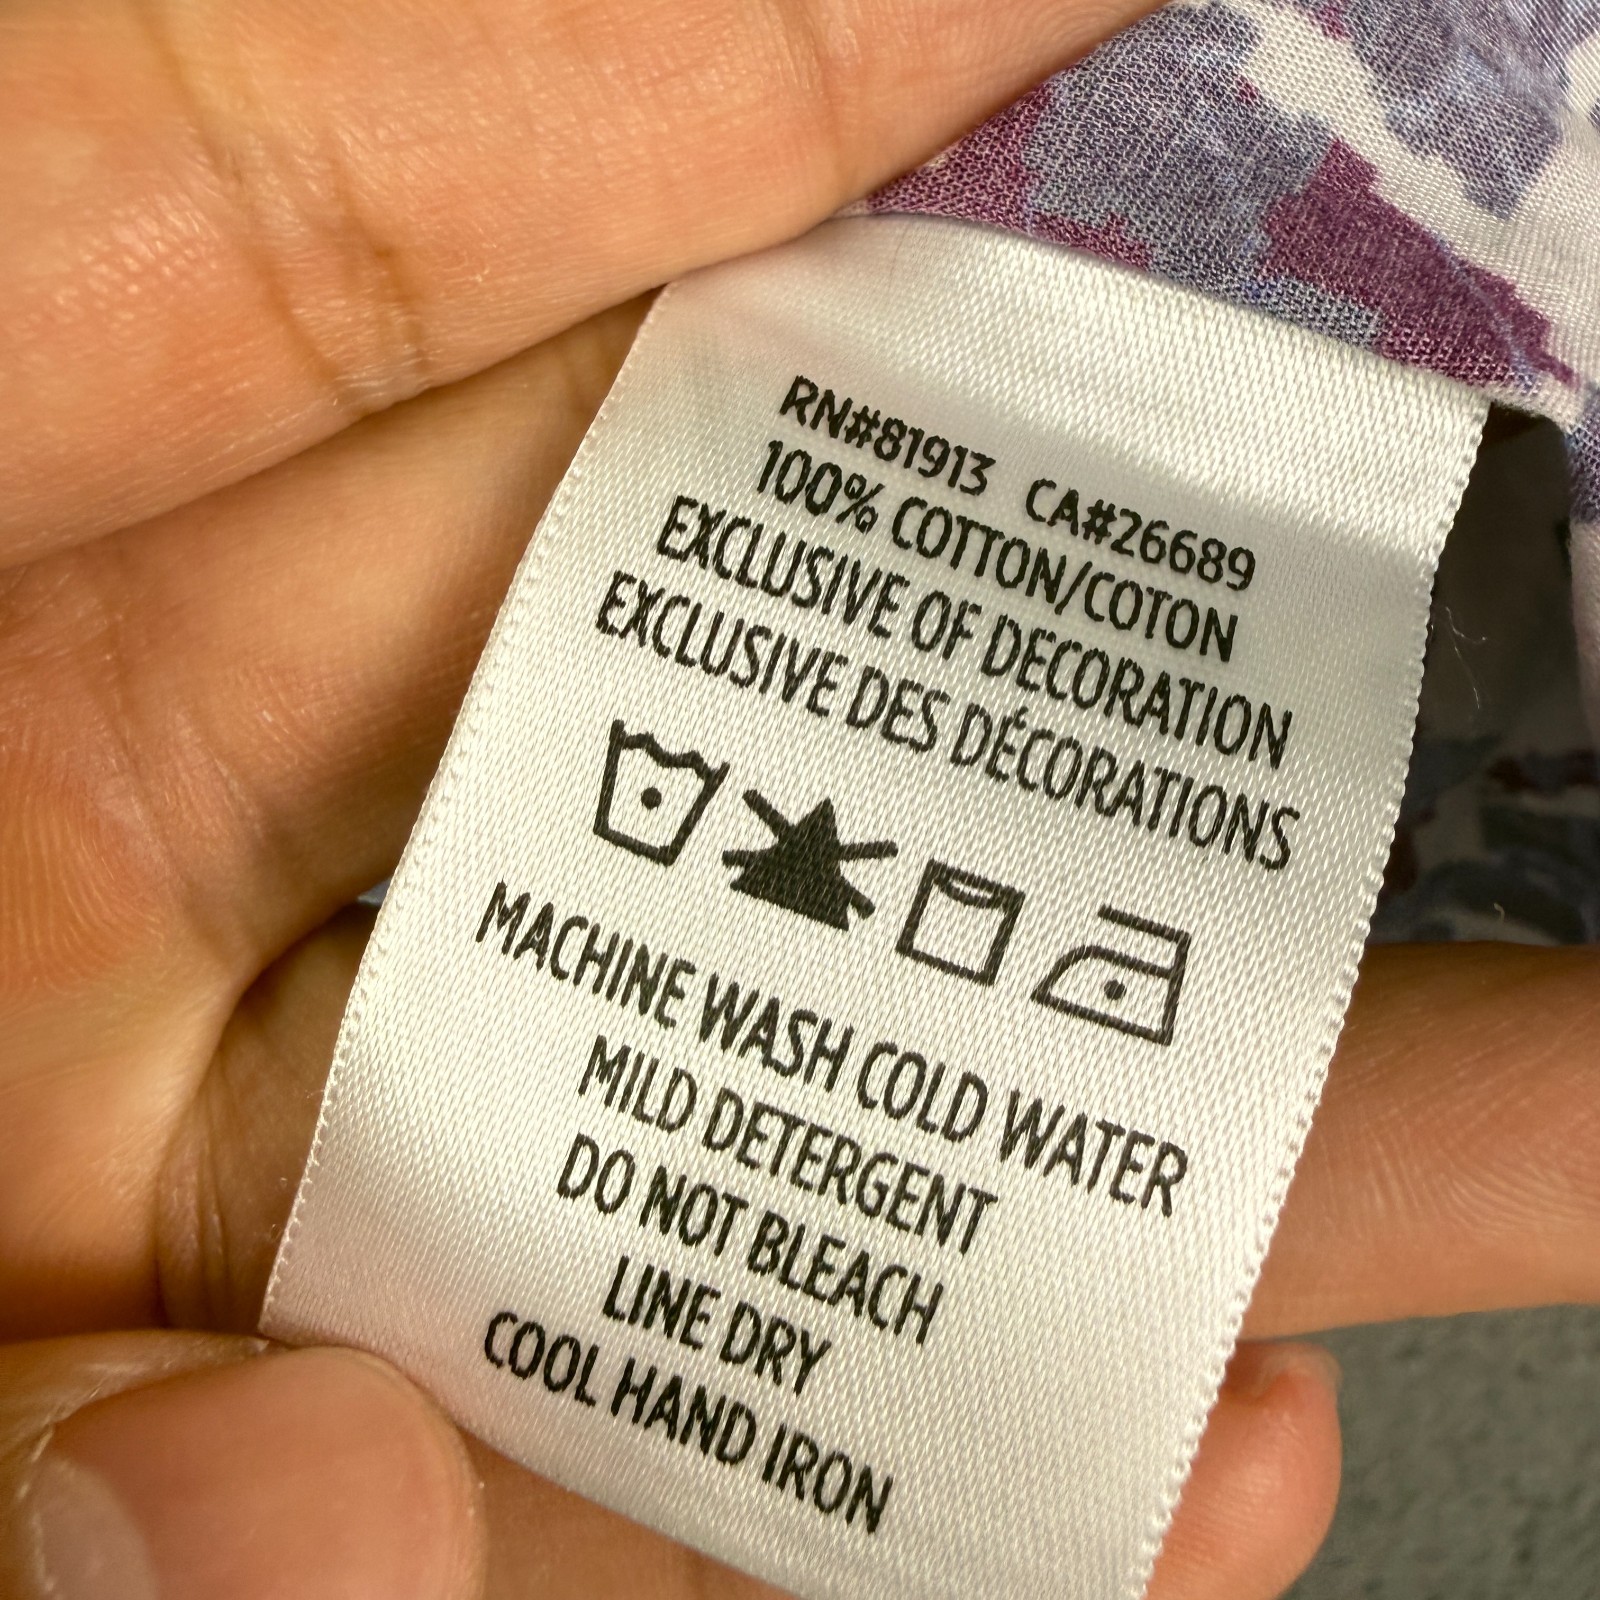 RN#81913 CA#26689
100% COTTON/COTON
EXCLUSIVE OF DECORATION
EXCLUSIVE DES DÉCORATIONS
MACHINE WASH COLD WATER
MILD DETERGENT
DO NOT BLEACH
LINE DRY
COOL HAND IRON